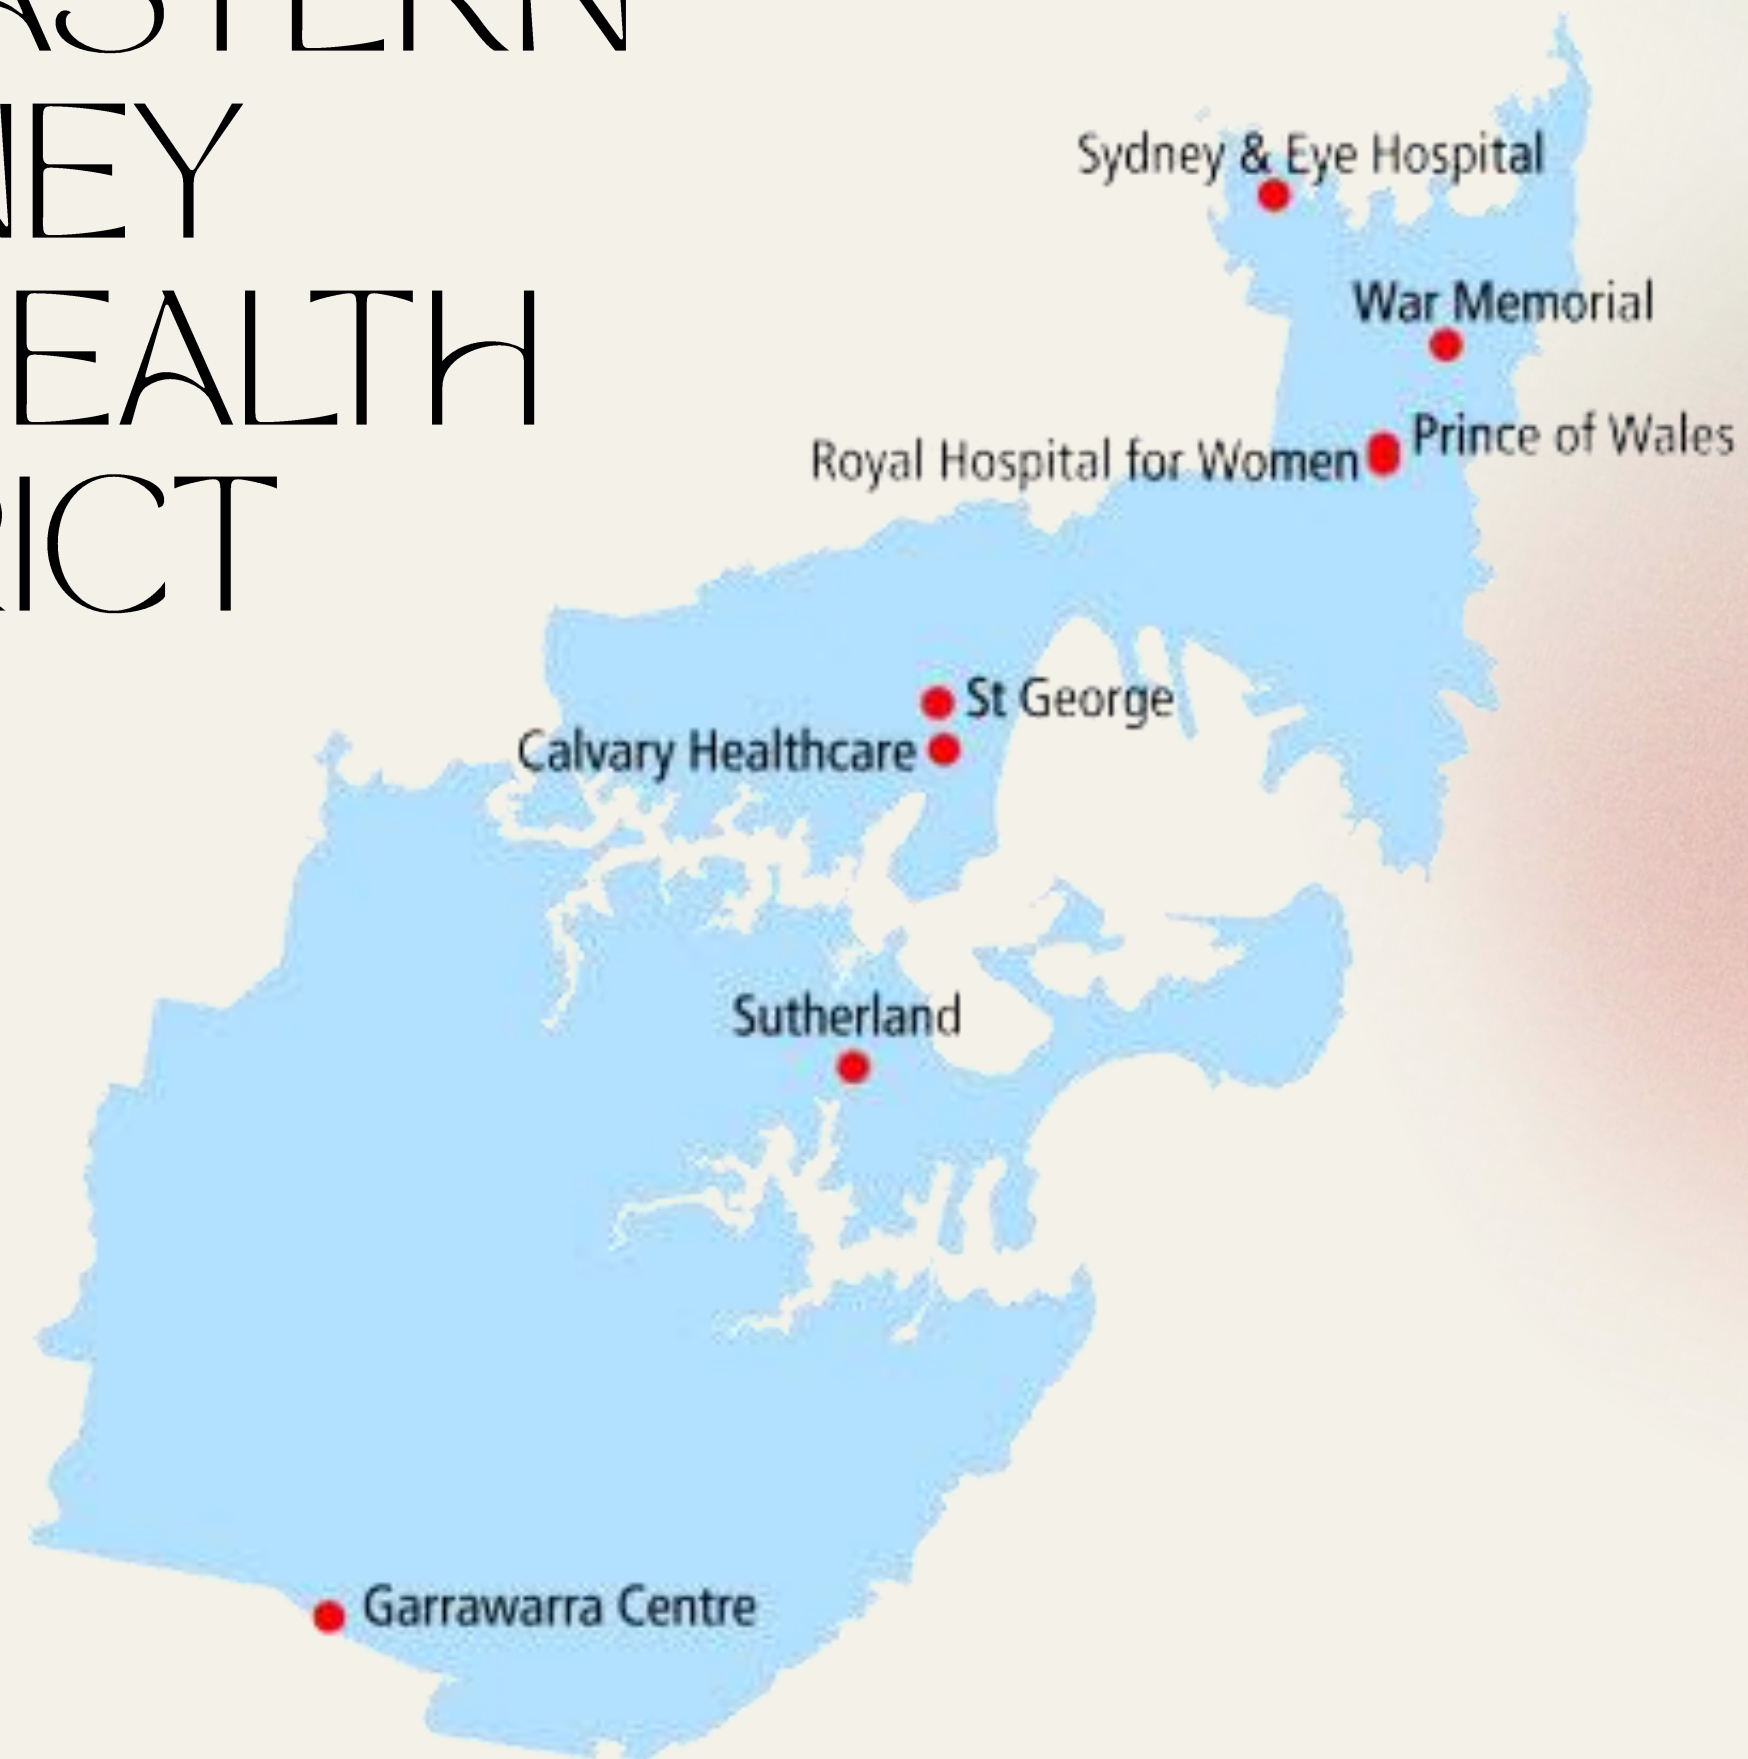 ASTERN
NEY
EALTH
RICT
Sydney & Eye Hospital
War Memorial
Prince of Wales
Royal Hospital for Women
St George
Calvary Healthcare
Sutherland
Garrawarra Centre